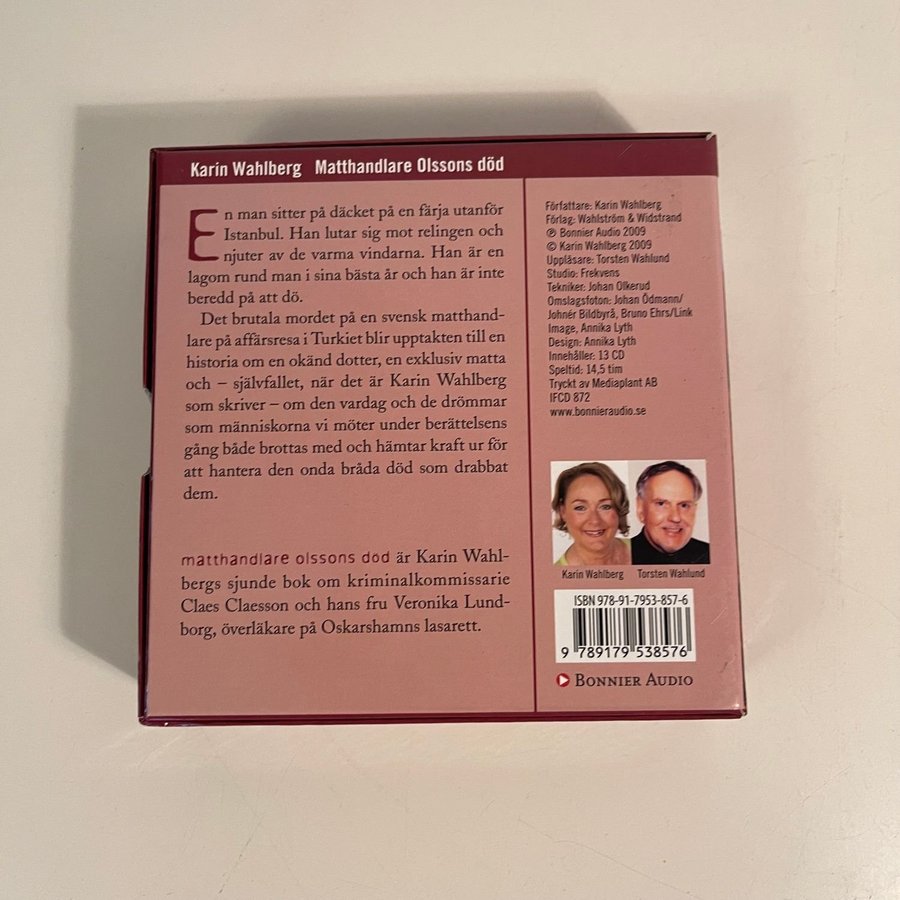 Karin Wahlberg Matthandlare Olssons död
En man sitter på däcket på en färja utanför
Istanbul. Han lutar sig mot relingen och
njuter av de varma vindarna. Han är en
lagom rund man i sina bästa år och han är inte
beredd på att dö.
Det brutala mordet på en svensk matthand-
lare på affärsresa i Turkiet blir upptakten till en
historia om en okänd dotter, en exklusiv matta
och – självfallet, när det är Karin Wahlberg
som skriver – om den vardag och de drömmar
som människorna vi möter under berättelsens
gång både brottas med och hämtar kraft ur för
att hantera den onda bråda död som drabbat
dem.
matthandlare olssons död är Karin Wahl-
bergs sjunde bok om kriminalkommissarie
Claes Claesson och hans fru Veronika Lund-
borg, överläkare på Oskarshamns lasarett.
Författare: Karin Wahlberg
Förlag: Wahlström & Widstrand
℗ Bonnier Audio 2009
© Karin Wahlberg 2009
Uppläsare: Torsten Wahlund
Studio: Frekvens
Tekniker: Johan Olkerud
Omslagsfoton: Johan Ödmann/
Johnér Bildbyrå, Bruno Ehrs/Link
Image, Annika Lyth
Design: Annika Lyth
Innehåller: 13 CD
Speltid: 14,5 tim
Tryckt av Mediaplant AB
IFCD 872
www.bonnieraudio.se
Karin Wahlberg Torsten Wahlund
ISBN 978-91-7953-857-6
9 789179 538576
Bonnier Audio